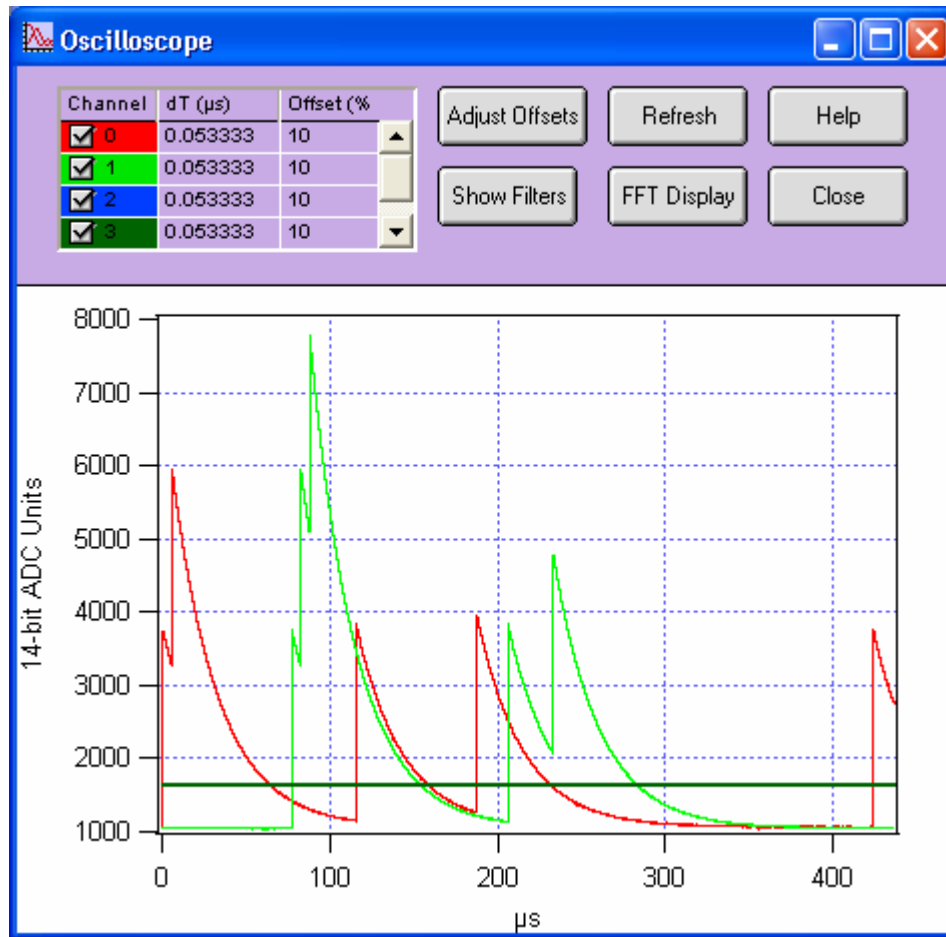 Oscilloscope
Channel dT (µs) Offset (%
0 0.053333 10
1 0.053333 10
2 0.053333 10
3 0.053333 10
Adjust Offsets Refresh Help
Show Filters FFT Display Close
8000
7000
6000
5000
4000
3000
2000
1000
14-bit ADC Units
0 100 200 300 400
µs